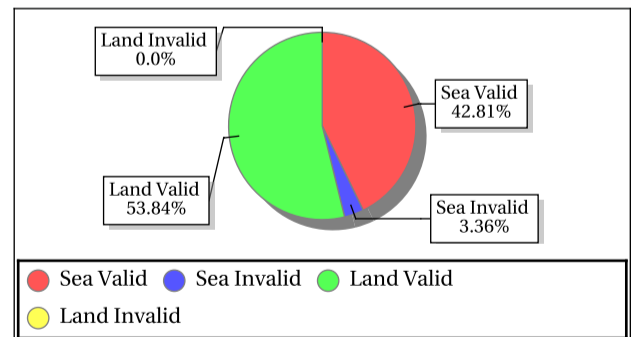 Land Invalid
0.0%
Sea Valid
42.81%
Land Valid
53.84%
Sea Invalid
3.36%
Sea Valid Sea Invalid Land Valid
Land Invalid